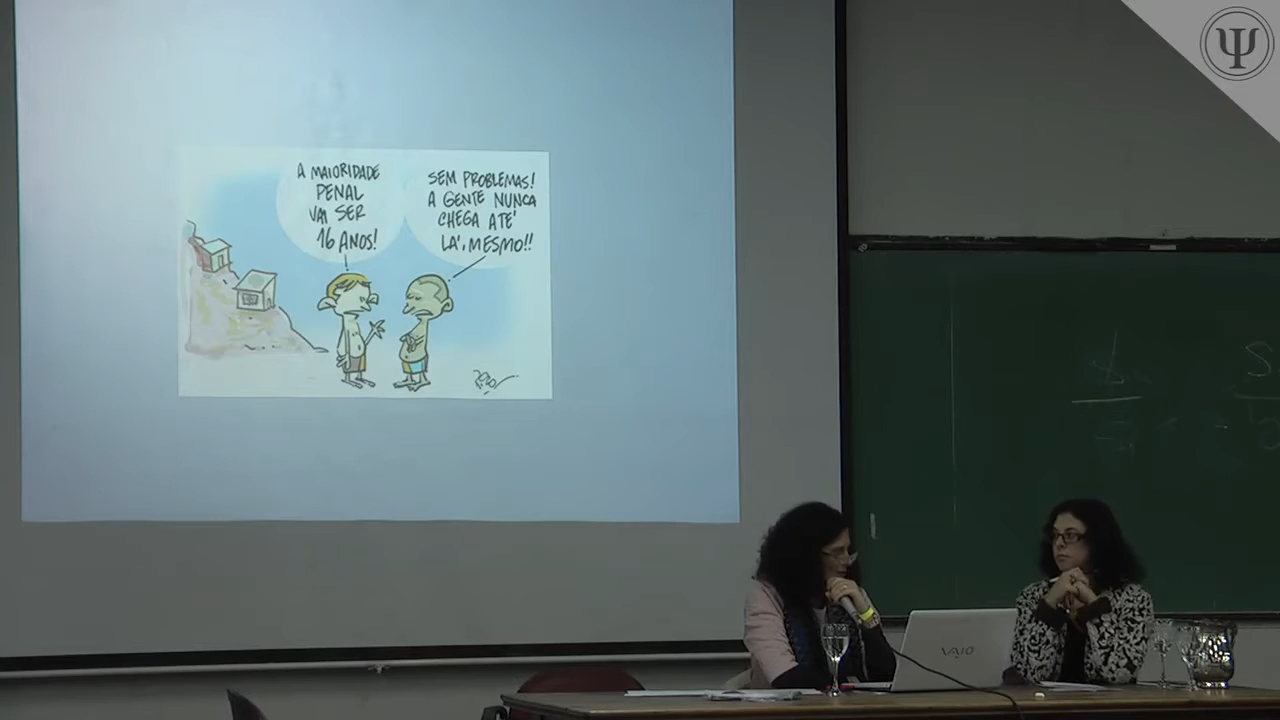 A MAIORIDADE
PENAL
VAI SER
16 ANOS!
SEM PROBLEMAS!
A GENTE NUNCA
CHEGA ATÉ
LÁ, MESMO!!
VAIO
Ψ